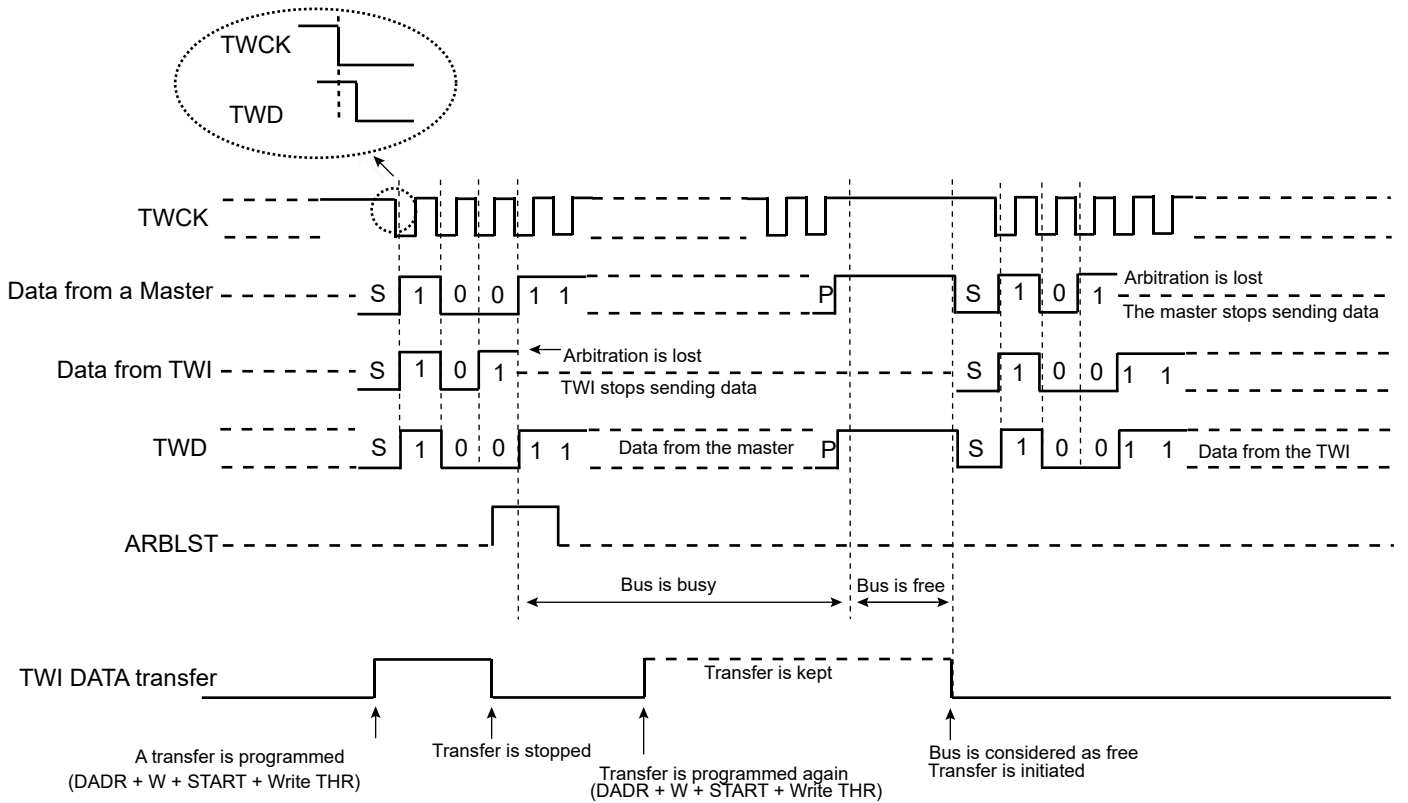 TWCK
TWD
TWCK
Data from a Master S 1 0 0 1 1 P S 1 0 1 Arbitration is lost
The master stops sending data
Data from TWI S 1 0 1 Arbitration is lost S 1 0 0 1 1
TWI stops sending data
TWD S 1 0 0 1 1 Data from the master P S 1 0 0 1 1 Data from the TWI
ARBLST
Bus is busy Bus is free
TWI DATA transfer Transfer is kept
A transfer is programmed
(DADR + W + START + Write THR)
Transfer is stopped
Transfer is programmed again
(DADR + W + START + Write THR)
Bus is considered as free
Transfer is initiated